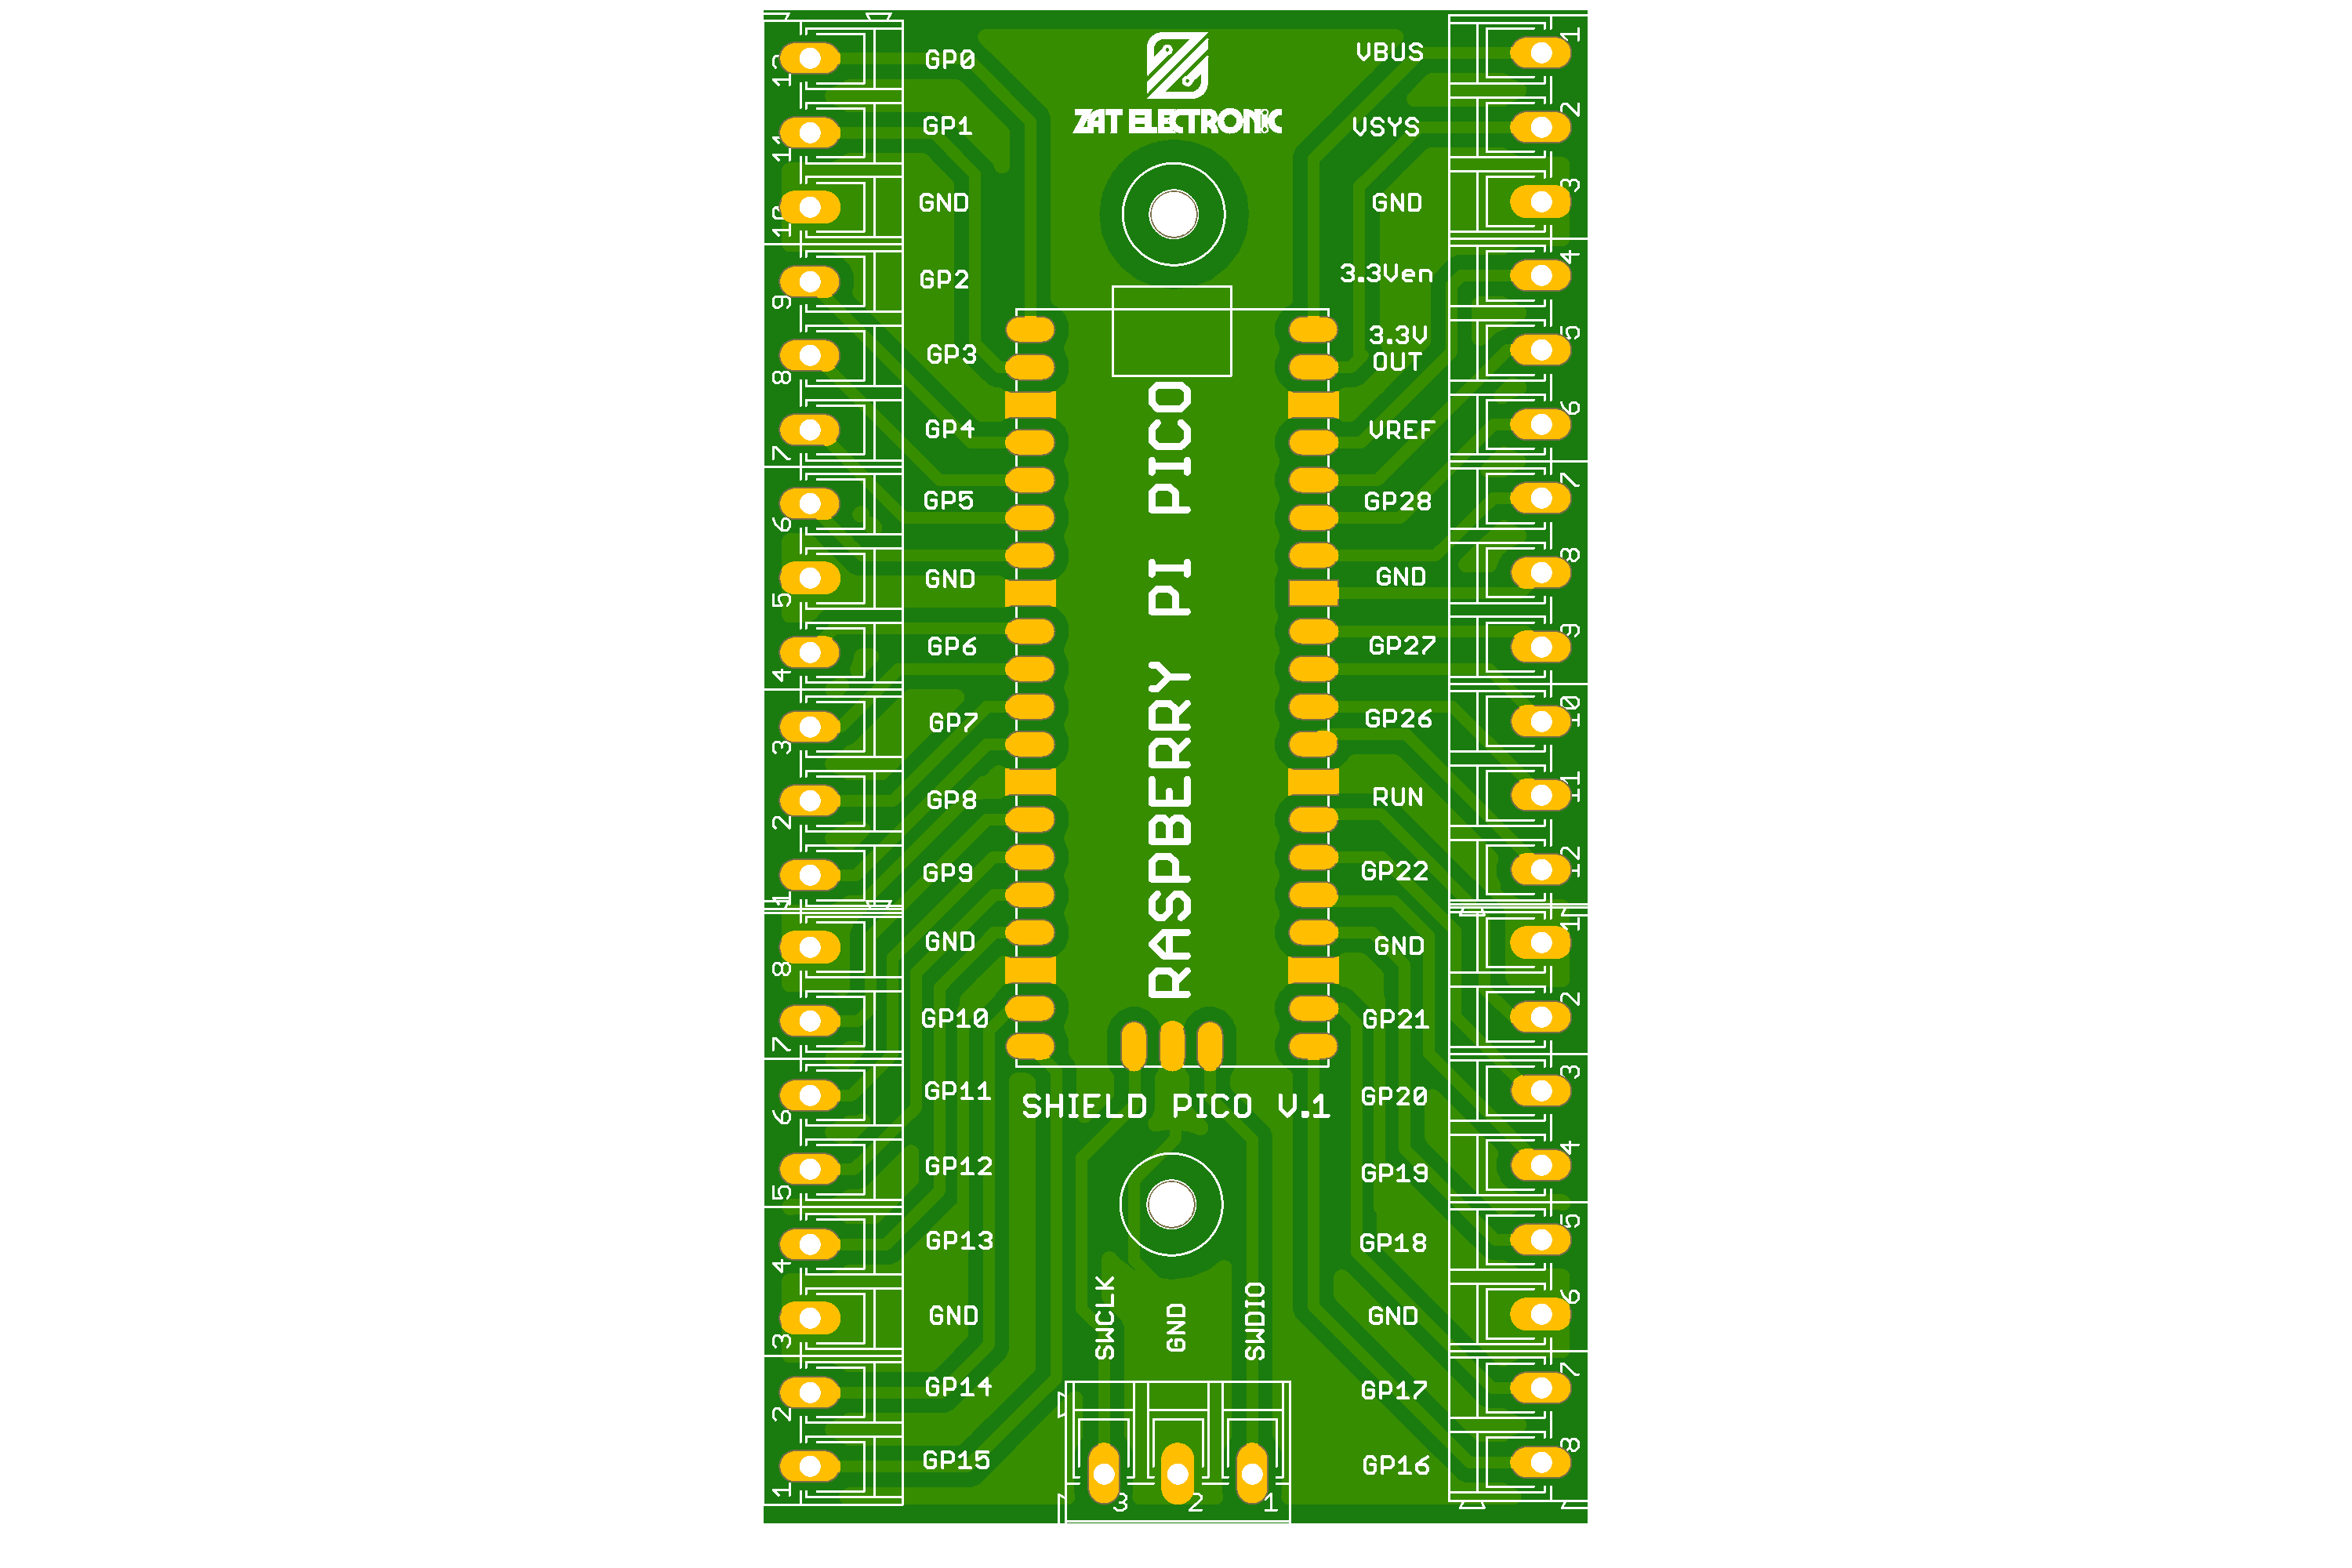 ZAT ELECTRONIC
GP0
GP1
GND
GP2
GP3
GP4
GP5
GND
GP6
GP7
GP8
GP9
GND
GP10
GP11
GP12
GP13
GND
GP14
GP15
12
11
10
9
8
7
6
5
4
3
2
1
8
7
6
5
4
3
2
1
RASPBERRY PI PICO
SHIELD PICO V.1
SWCLK
GND
SWDIO
3
2
1
VBUS
VSYS
GND
3.3Ven
3.3V
OUT
VREF
GP28
GND
GP27
GP26
RUN
GP22
GND
GP21
GP20
GP19
GP18
GND
GP17
GP16
1
2
3
4
5
6
7
8
9
10
11
12
1
2
3
4
5
6
7
8